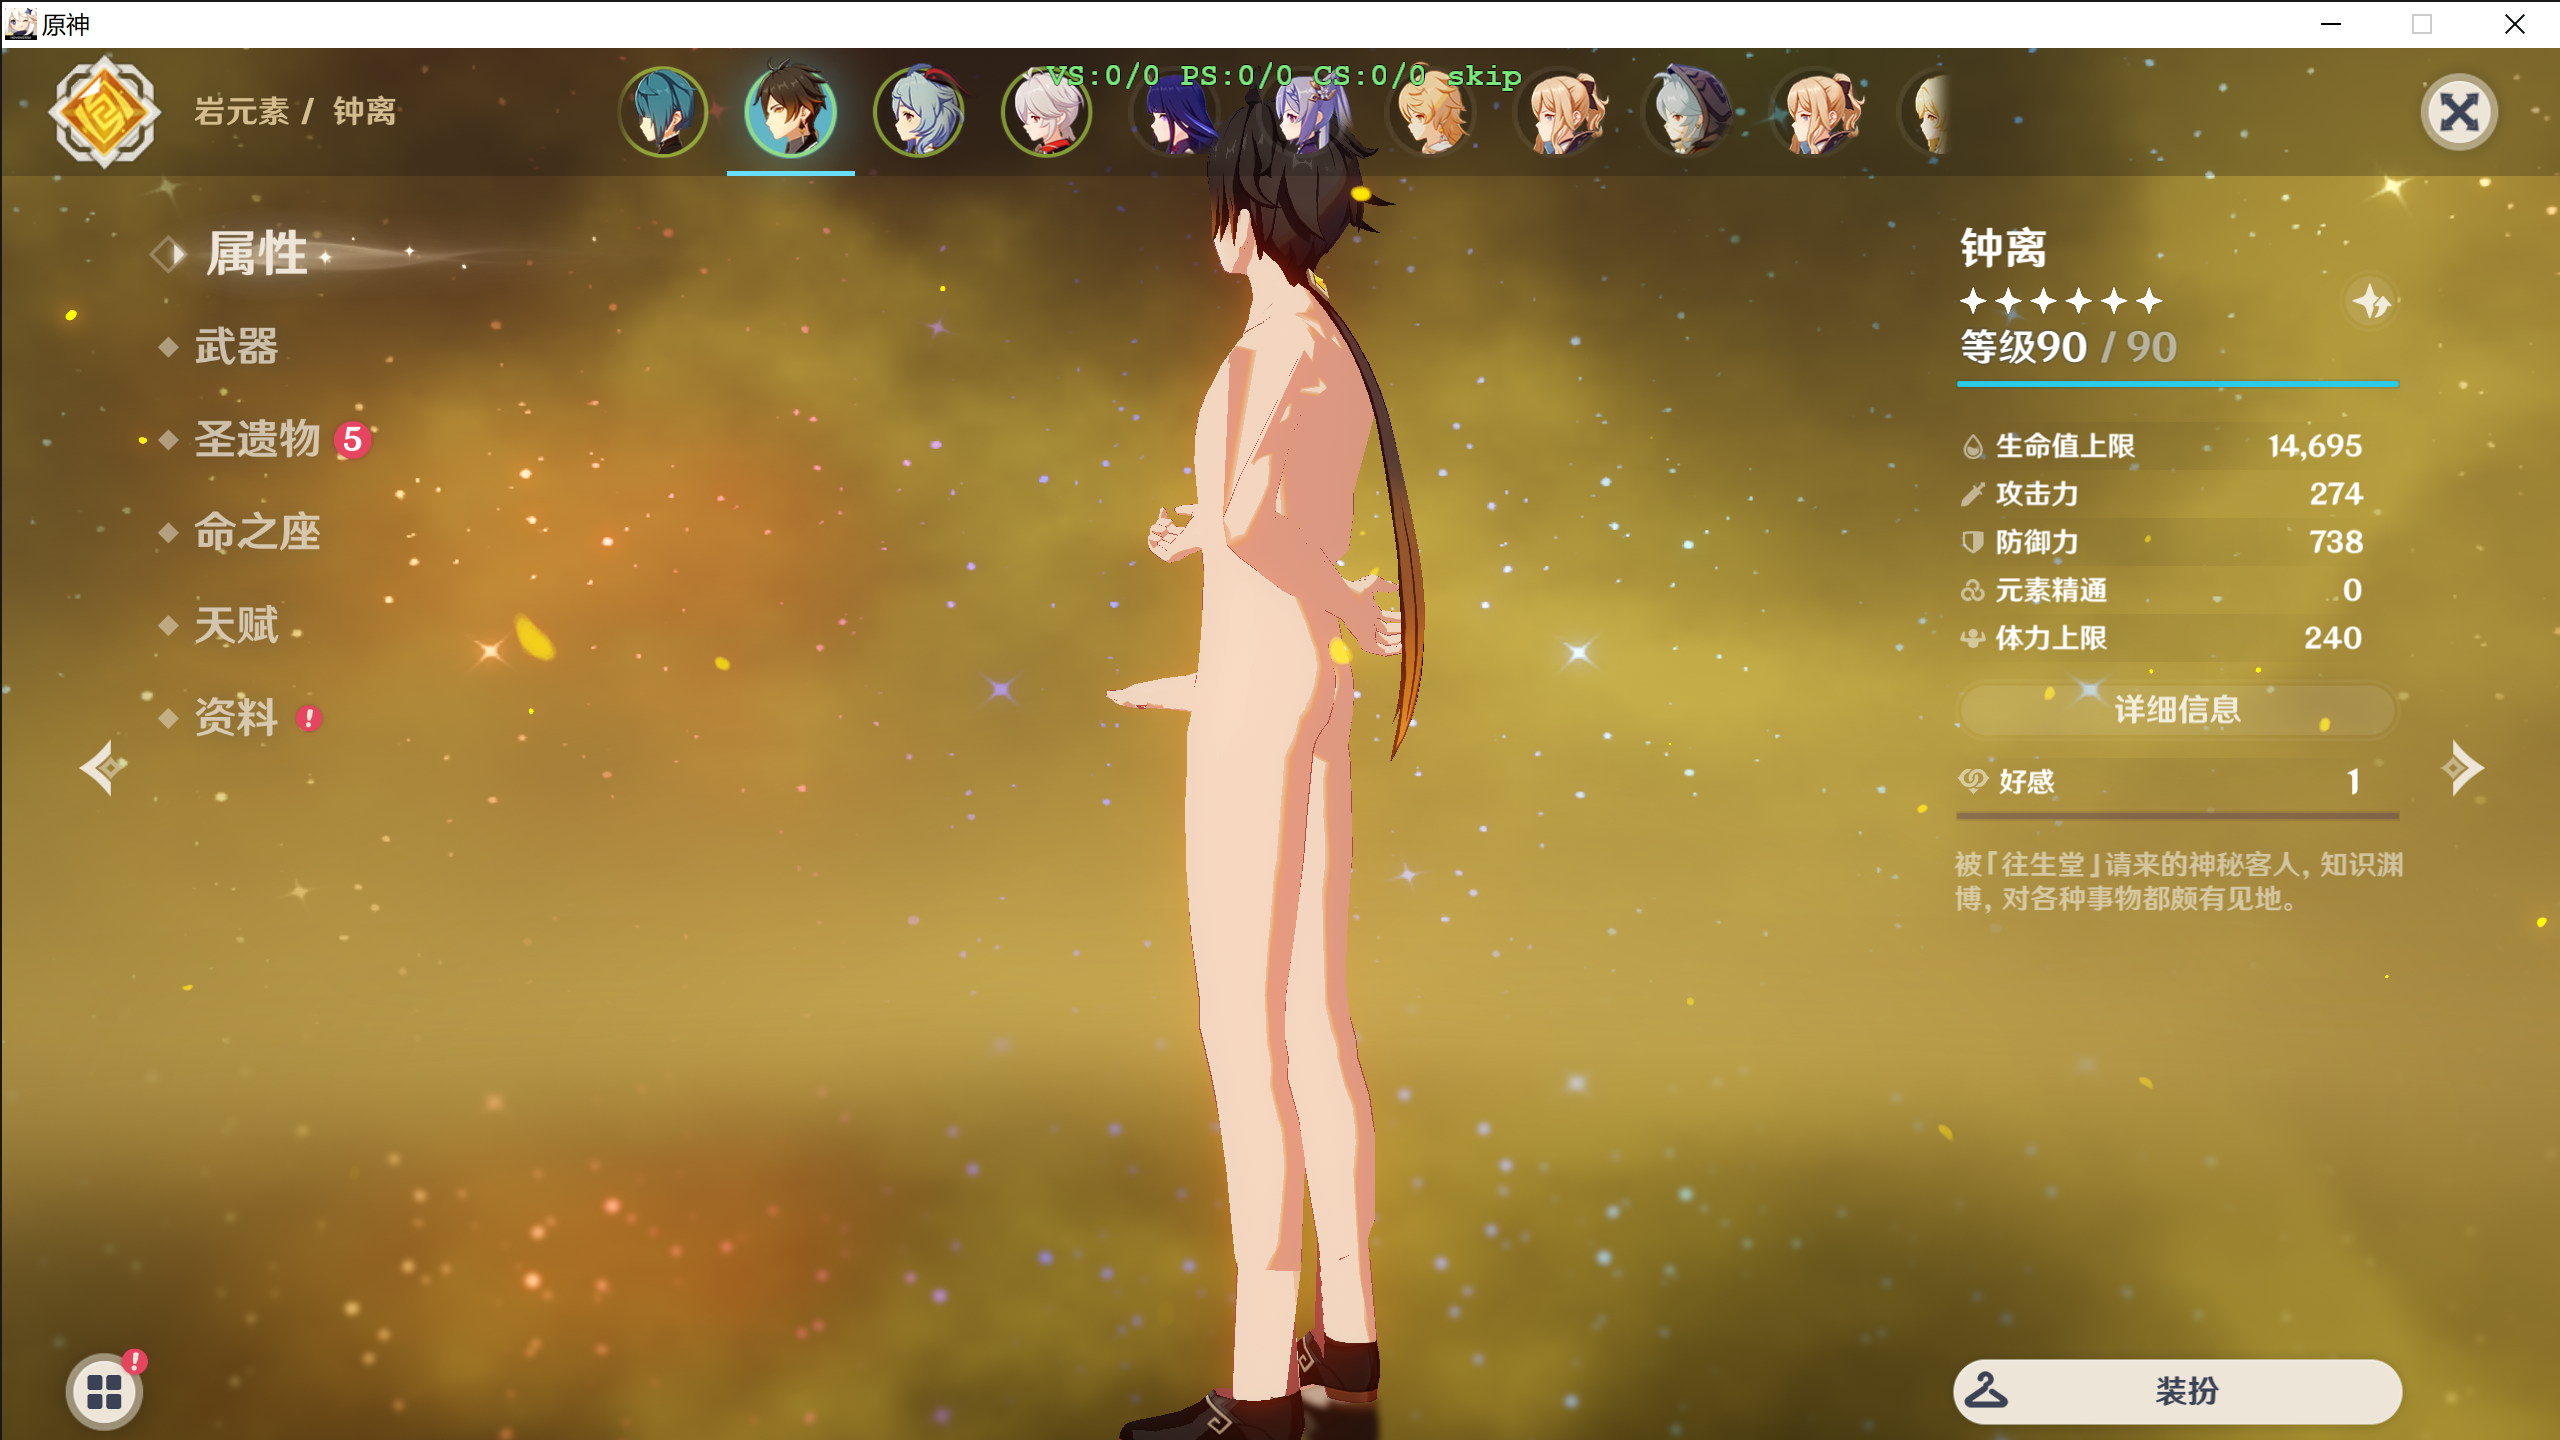 原神
VS:0/0 PS:0/0 CS:0/0 skip
岩元素 / 钟离
属性
武器
圣遗物 5
命之座
天赋
资料 !
钟离
等级90 / 90
生命值上限 14,695
攻击力 274
防御力 738
元素精通 0
体力上限 240
详细信息
好感 1
被「往生堂」请来的神秘客人，知识渊
博，对各种事物都颇有见地。
!
装扮